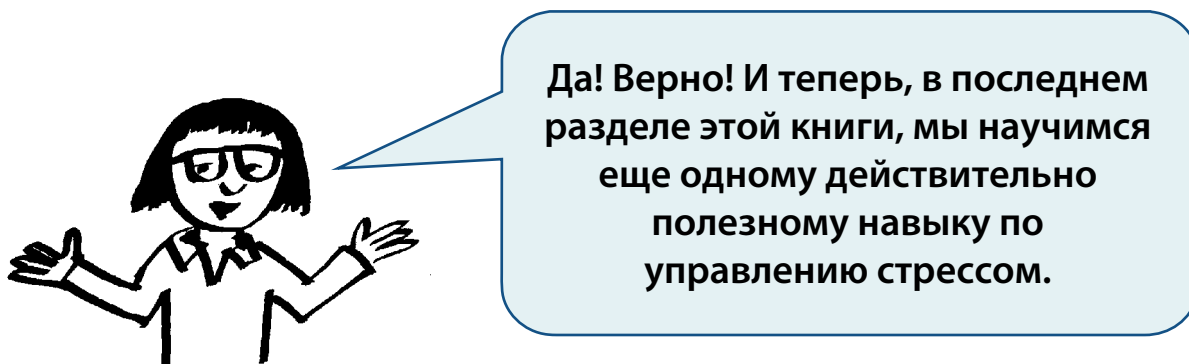 Да! Верно! И теперь, в последнем
разделе этой книги, мы научимся
еще одному действительно
полезному навыку по
управлению стрессом.